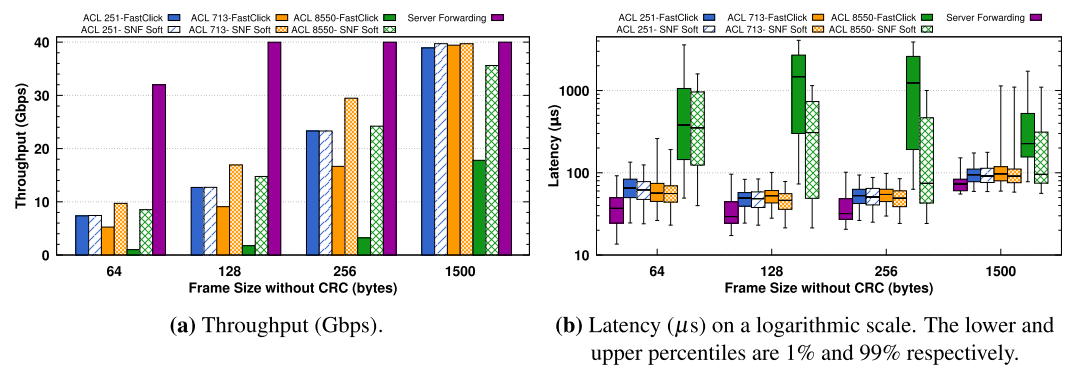 ACL 251-FastClick ACL 713-FastClick ACL 8550-FastClick Server Forwarding
ACL 251- SNF Soft ACL 713- SNF Soft ACL 8550- SNF Soft
40
30
20
10
0
Throughput (Gbps)
64 128 256 1500
Frame Size without CRC (bytes)
(a) Throughput (Gbps).
ACL 251-FastClick ACL 713-FastClick ACL 8550-FastClick Server Forwarding
ACL 251- SNF Soft ACL 713- SNF Soft ACL 8550- SNF Soft
1000
100
10
Latency (µs)
64 128 256 1500
Frame Size without CRC (bytes)
(b) Latency (µs) on a logarithmic scale. The lower and
upper percentiles are 1% and 99% respectively.